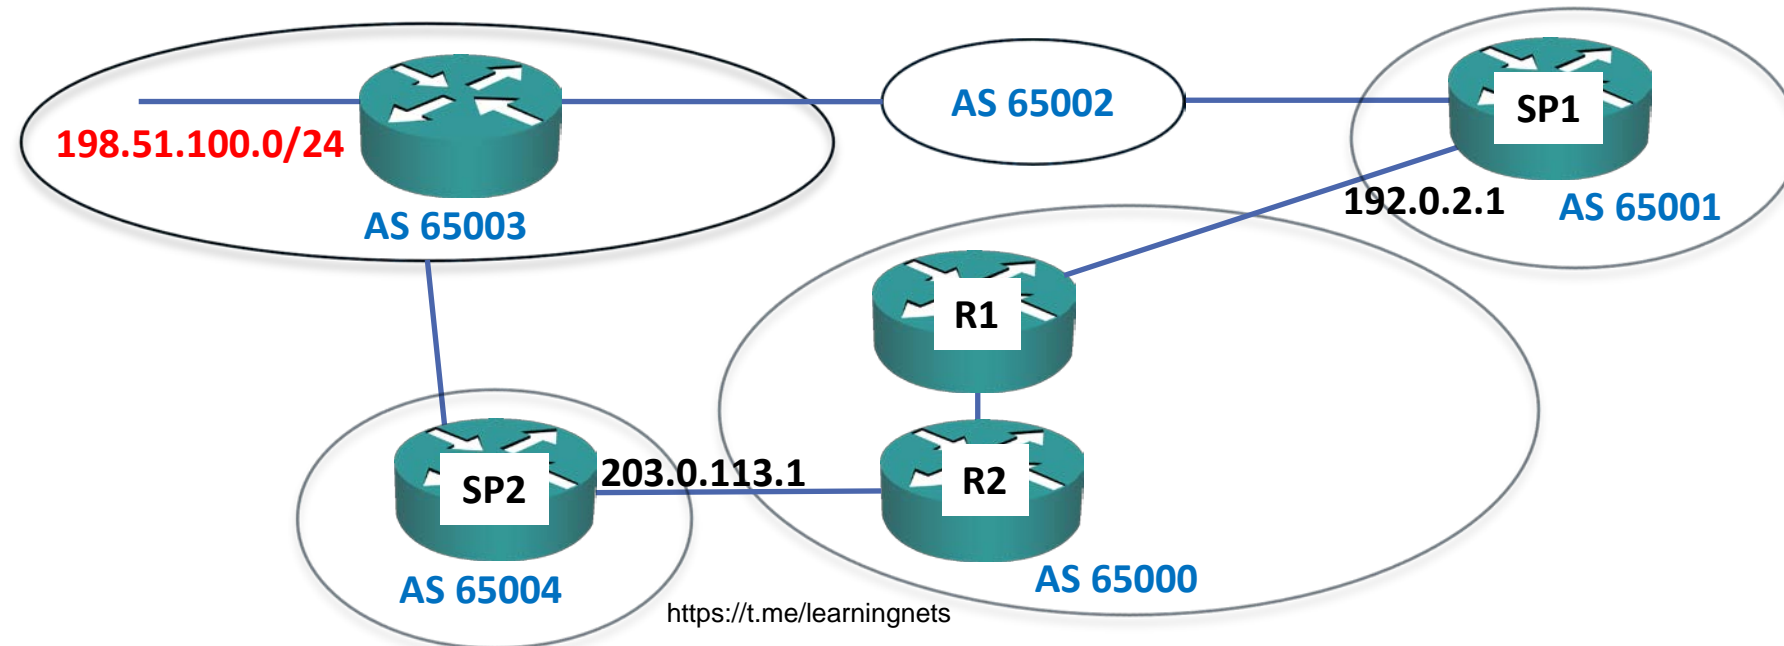 AS 65002
SP1
198.51.100.0/24
192.0.2.1
AS 65001
AS 65003
R1
SP2
203.0.113.1
R2
AS 65004
AS 65000
https://t.me/learningnets